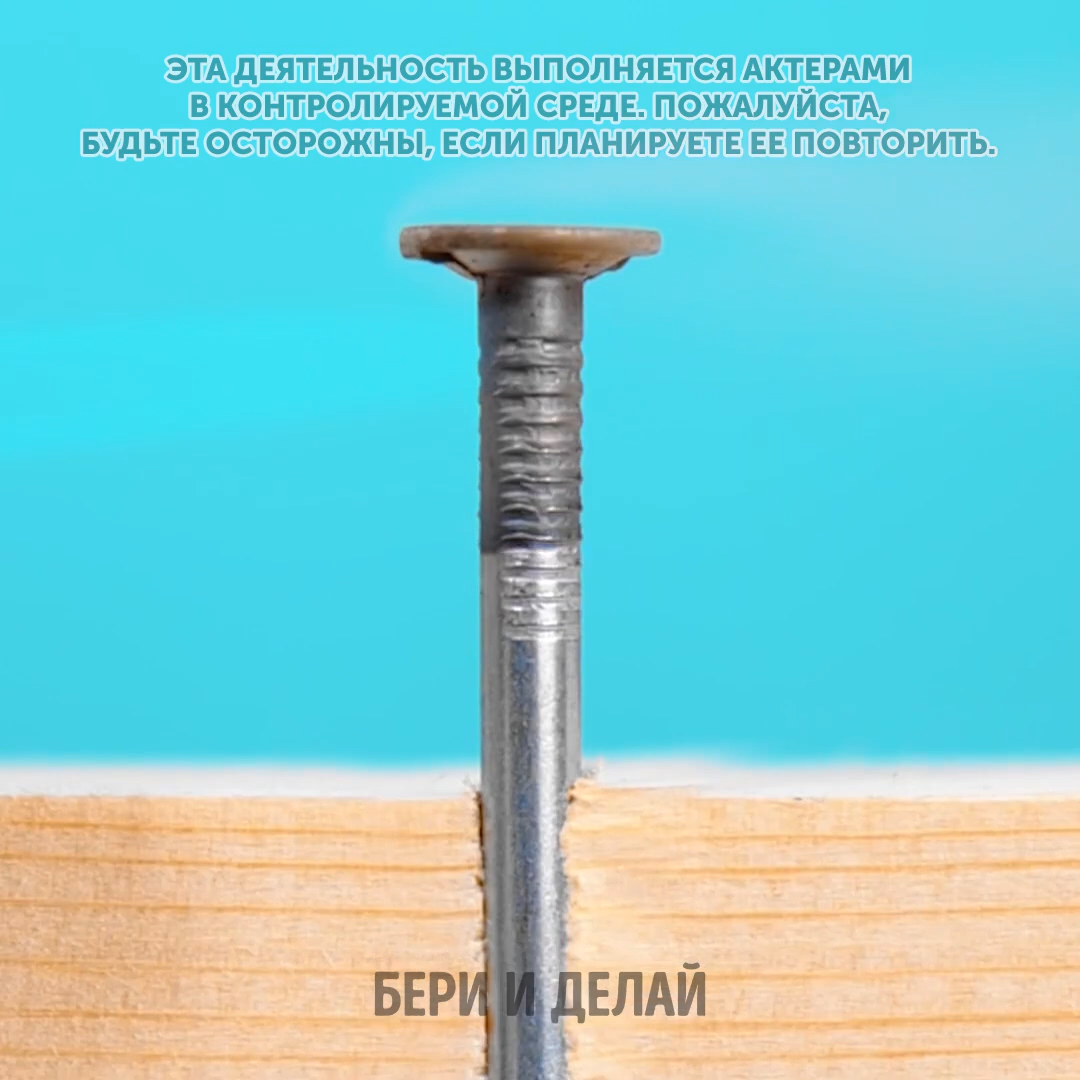 ЭТА ДЕЯТЕЛЬНОСТЬ ВЫПОЛНЯЕТСЯ АКТЕРАМИ
В КОНТРОЛИРУЕМОЙ СРЕДЕ. ПОЖАЛУЙСТА,
БУДЬТЕ ОСТОРОЖНЫ, ЕСЛИ ПЛАНИРУЕТЕ ЕЕ ПОВТОРИТЬ.
БЕРИ И ДЕЛАЙ